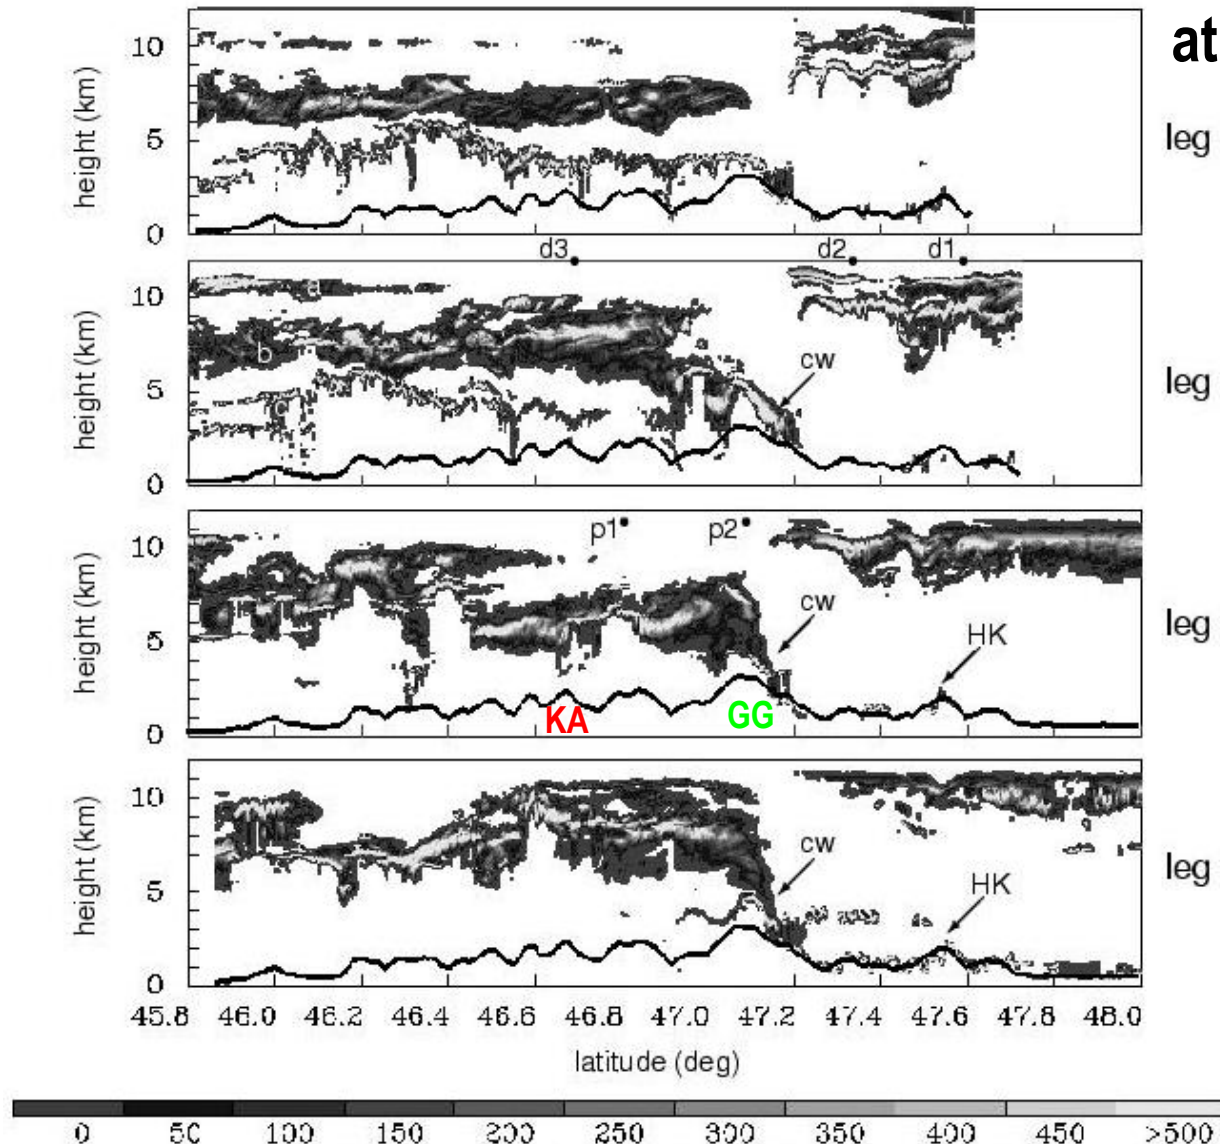 at
10
5
0
height (km)
leg
d3 d2 d1
10
5
0
height (km)
a
b
c
cw
leg
p1 p2
10
5
0
height (km)
cw
HK
KA
GG
leg
10
5
0
height (km)
cw
HK
leg
45.8 46.0 46.2 46.4 46.6 46.8 47.0 47.2 47.4 47.6 47.8 48.0
latitude (deg)
0 50 100 150 200 250 300 350 400 450 >500